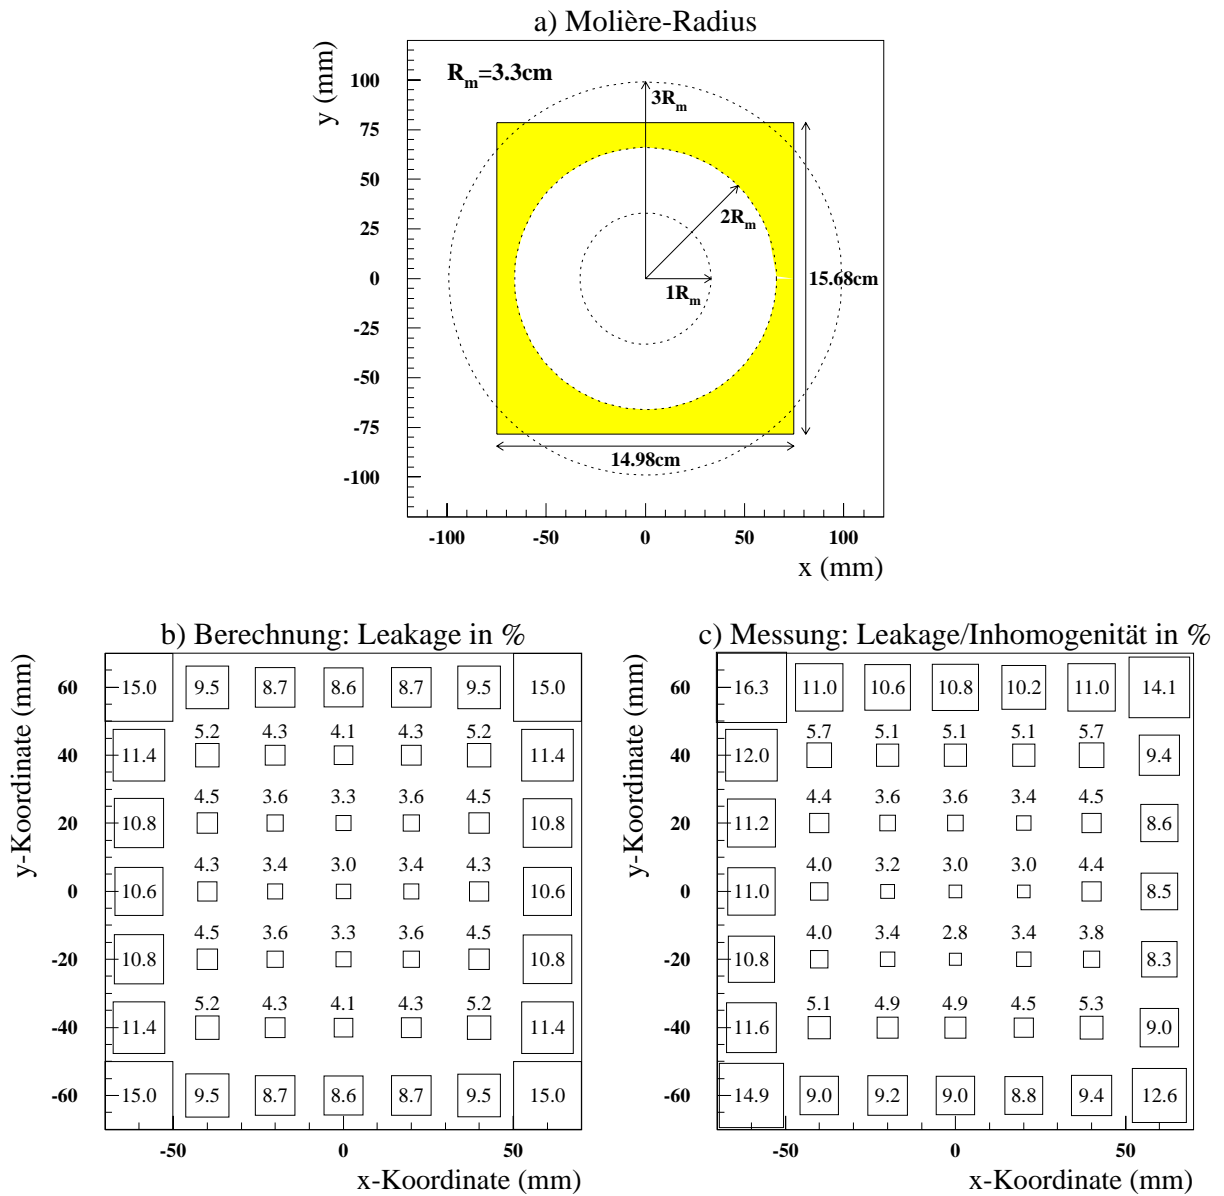 a) Molière-Radius
y (mm)
R_m=3.3cm
100
75
50
25
0
-25
-50
-75
-100
3R_m
2R_m
1R_m
15.68cm
14.98cm
-100 -50 0 50 100
x (mm)
b) Berechnung: Leakage in %
y-Koordinate (mm)
60 15.0 9.5 8.7 8.6 8.7 9.5 15.0
5.2 4.3 4.1 4.3 5.2
40 11.4 11.4
4.5 3.6 3.3 3.6 4.5
20 10.8 10.8
4.3 3.4 3.0 3.4 4.3
0 10.6 10.6
4.5 3.6 3.3 3.6 4.5
-20 10.8 10.8
5.2 4.3 4.1 4.3 5.2
-40 11.4 11.4
-60 15.0 9.5 8.7 8.6 8.7 9.5 15.0
-50 0 50
x-Koordinate (mm)
c) Messung: Leakage/Inhomogenität in %
y-Koordinate (mm)
60 16.3 11.0 10.6 10.8 10.2 11.0 14.1
5.7 5.1 5.1 5.1 5.7
40 12.0 9.4
4.4 3.6 3.6 3.4 4.5
20 11.2 8.6
4.0 3.2 3.0 3.0 4.4
0 11.0 8.5
4.0 3.4 2.8 3.4 3.8
-20 10.8 8.3
5.1 4.9 4.9 4.5 5.3
-40 11.6 9.0
-60 14.9 9.0 9.2 9.0 8.8 9.4 12.6
-50 0 50
x-Koordinate (mm)